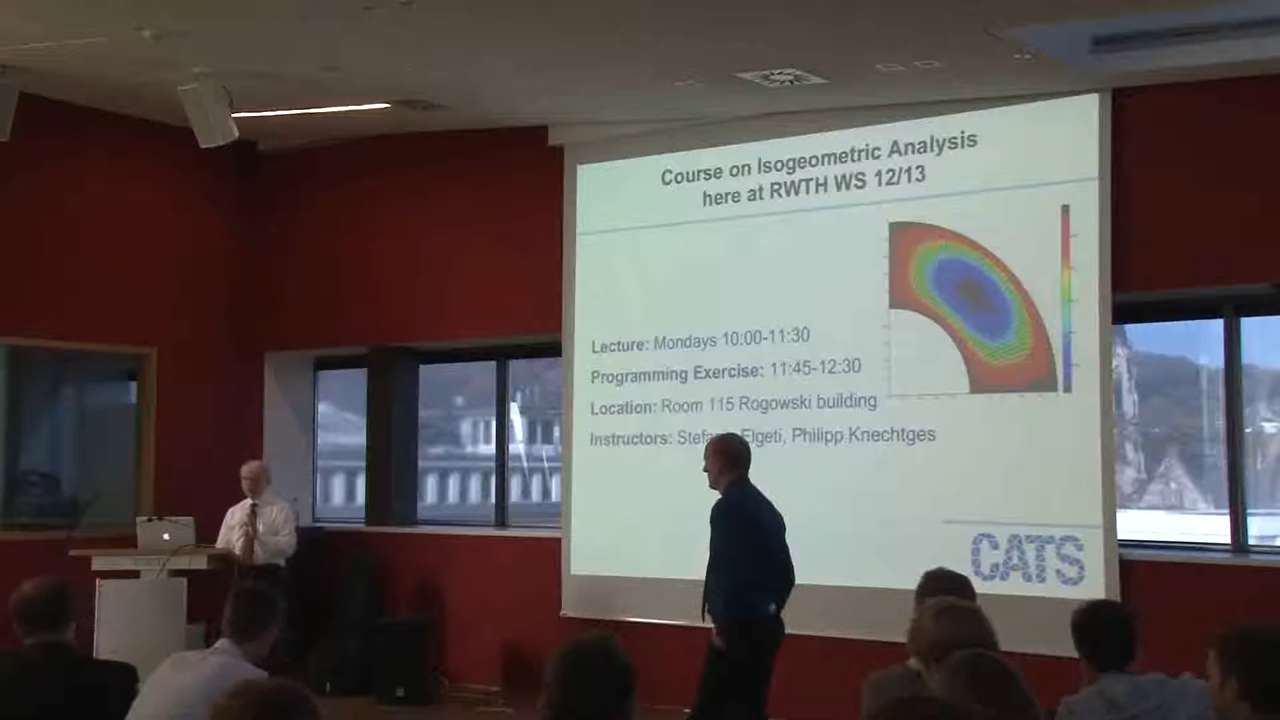 Course on Isogeometric Analysis
here at RWTH WS 12/13
Lecture: Mondays 10:00-11:30
Programming Exercise: 11:45-12:30
Location: Room 115 Rogowski building
Instructors: Elgeti, Philipp Knechtges
CATS